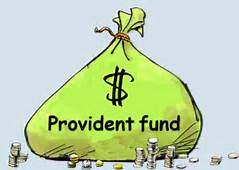 $
Provident fund